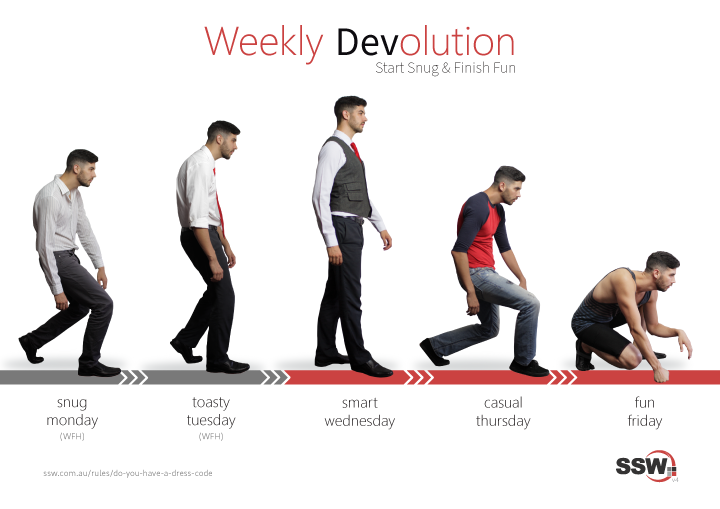 Weekly Devolution
Start Snug & Finish Fun
snug
monday
(WFH)
toasty
tuesday
(WFH)
smart
wednesday
casual
thursday
fun
friday
ssw.com.au/rules/do-you-have-a-dress-code
SSW
v4